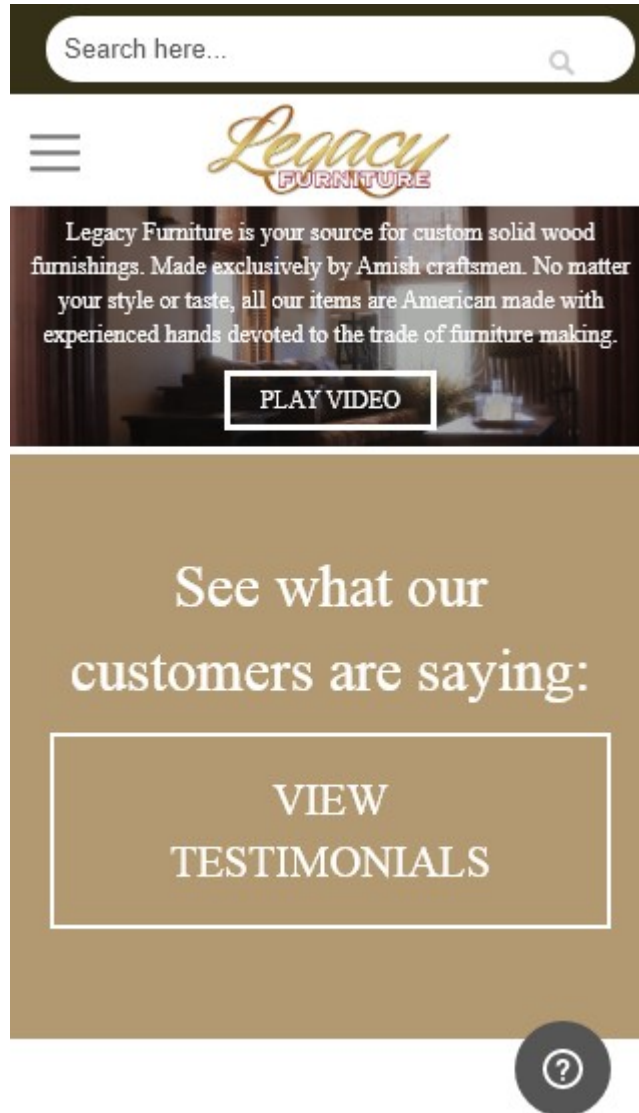 Search here...
Legacy
FURNITURE
Legacy Furniture is your source for custom solid wood
furnishings. Made exclusively by Amish craftsmen. No matter
your style or taste, all our items are American made with
experienced hands devoted to the trade of furniture making.
PLAY VIDEO
See what our
customers are saying:
VIEW
TESTIMONIALS
?